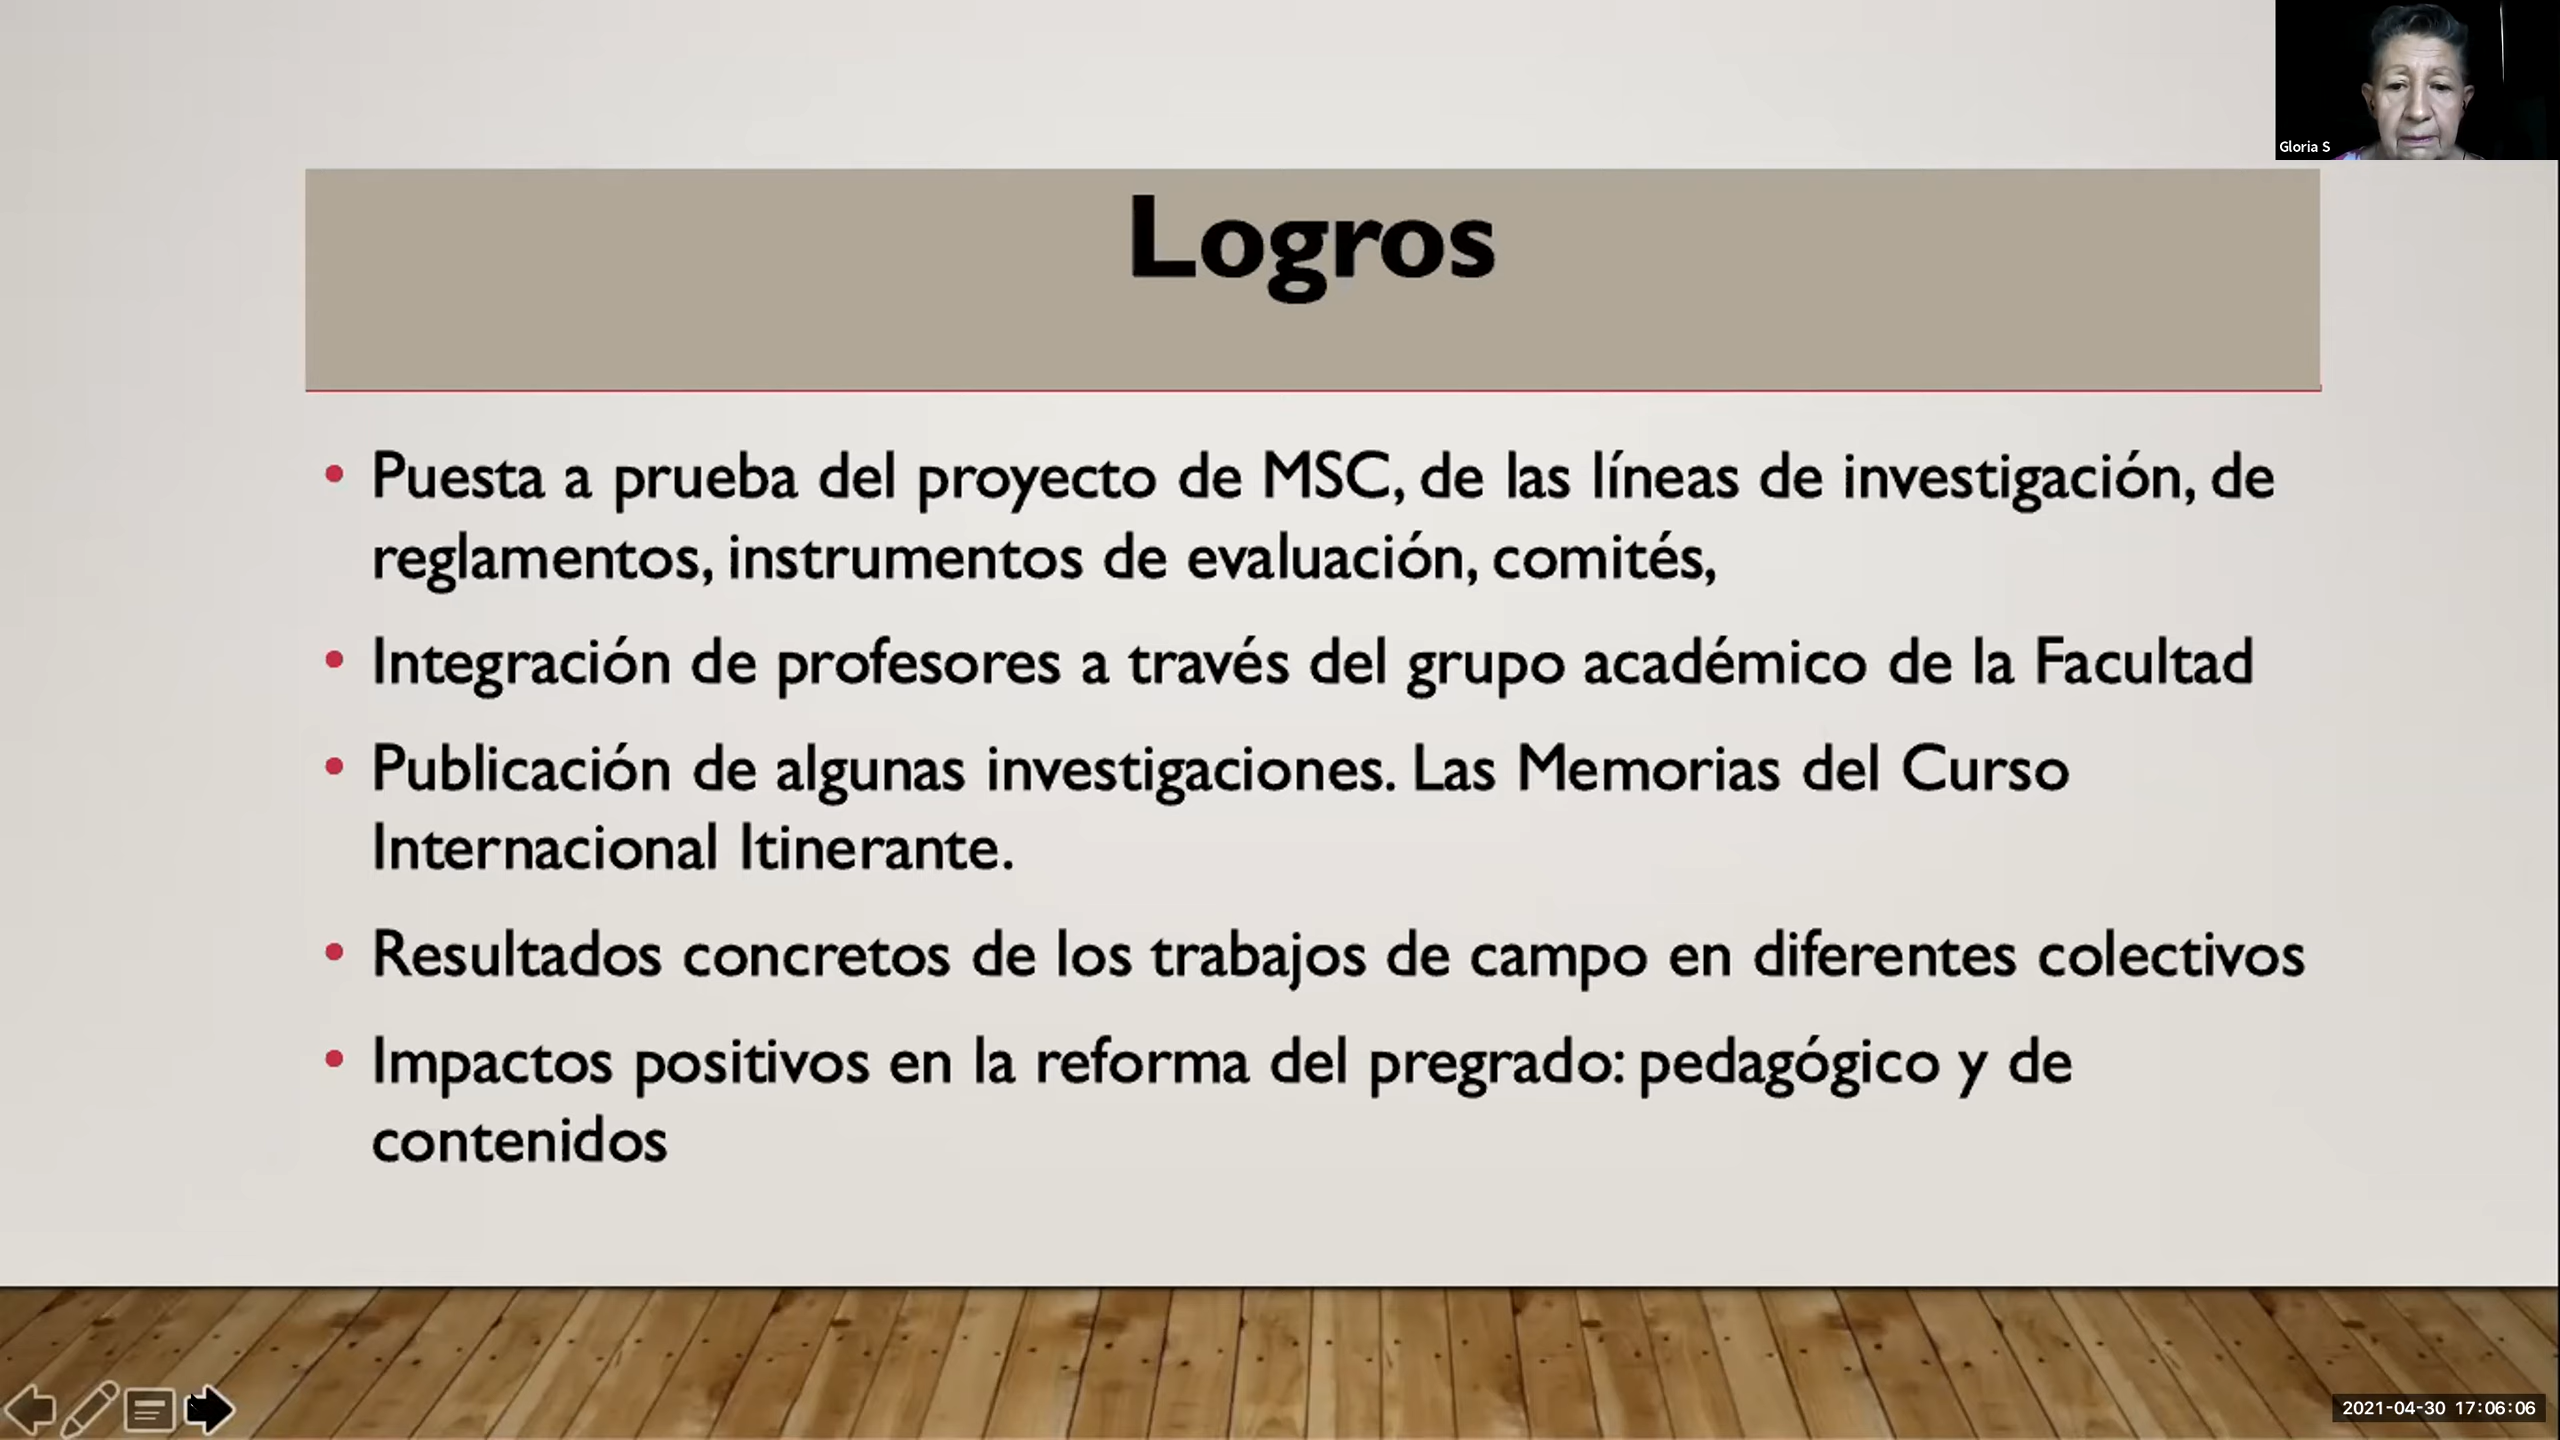 Gloria S
Logros
• Puesta a prueba del proyecto de MSC, de las líneas de investigación, de
reglamentos, instrumentos de evaluación, comités,
• Integración de profesores a través del grupo académico de la Facultad
• Publicación de algunas investigaciones. Las Memorias del Curso
Internacional Itinerante.
• Resultados concretos de los trabajos de campo en diferentes colectivos
• Impactos positivos en la reforma del pregrado: pedagógico y de
contenidos
2021-04-30 17:06:06